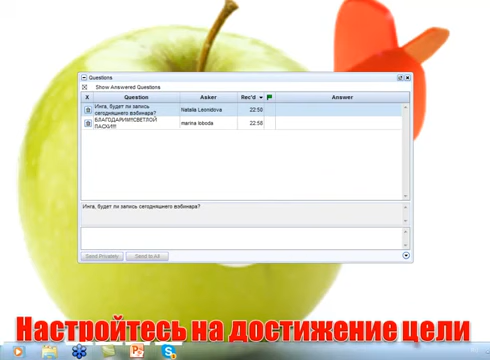 Questions
Show Answered Questions
X Question Asker Rec'd Answer
Инга, будет ли запись сегодняшнего вэбинара? Natalia Leonidova 22:50
БЛАГОДАРИМ!!!СВЕТЛОЙ ПАСХИ!!!! marina loboda 22:58
Инга, будет ли запись сегодняшнего вэбинара?
Send Privately Send to All
Настройтесь на достижение цели